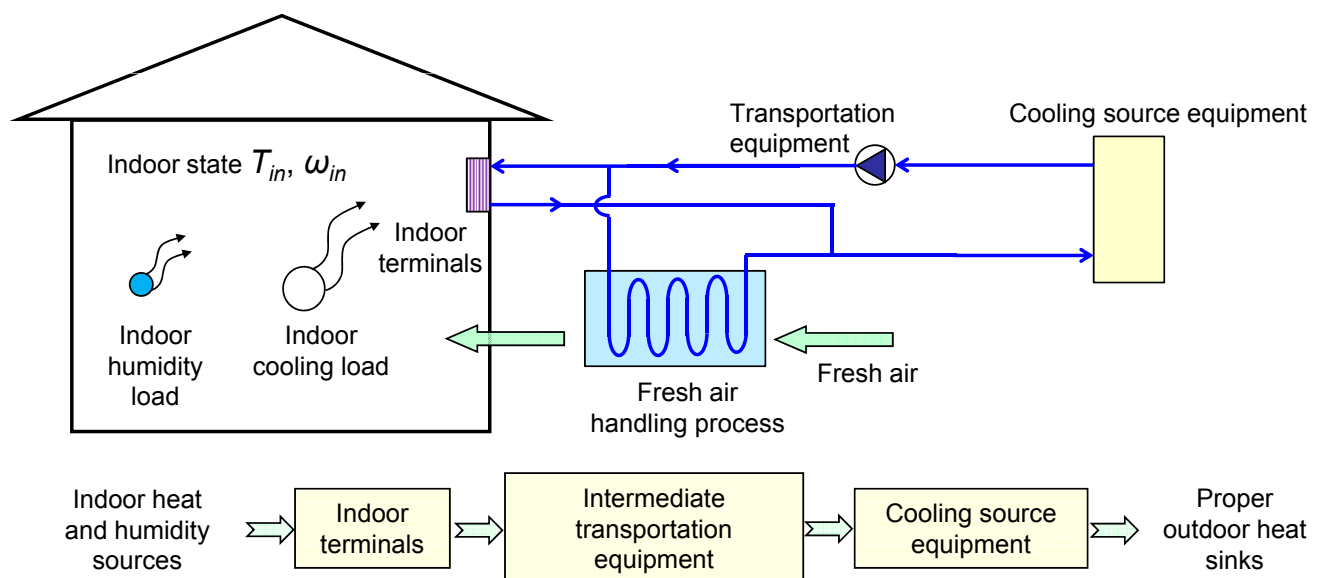 Transportation
equipment
Cooling source equipment
Indoor state Tin, ωin
Indoor
terminals
Indoor
humidity
load
Indoor
cooling load
Fresh air
handling process
Fresh air
Indoor heat
and humidity
sources
Indoor
terminals
Intermediate
transportation
equipment
Cooling source
equipment
Proper
outdoor heat
sinks